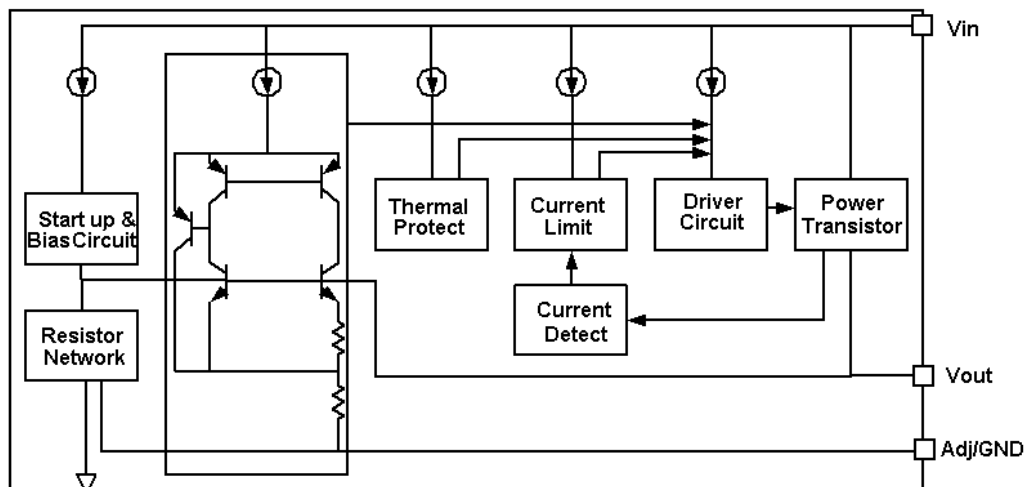 Vin
Start up &
Bias Circuit
Thermal
Protect
Current
Limit
Driver
Circuit
Power
Transistor
Resistor
Network
Current
Detect
Vout
Adj/GND